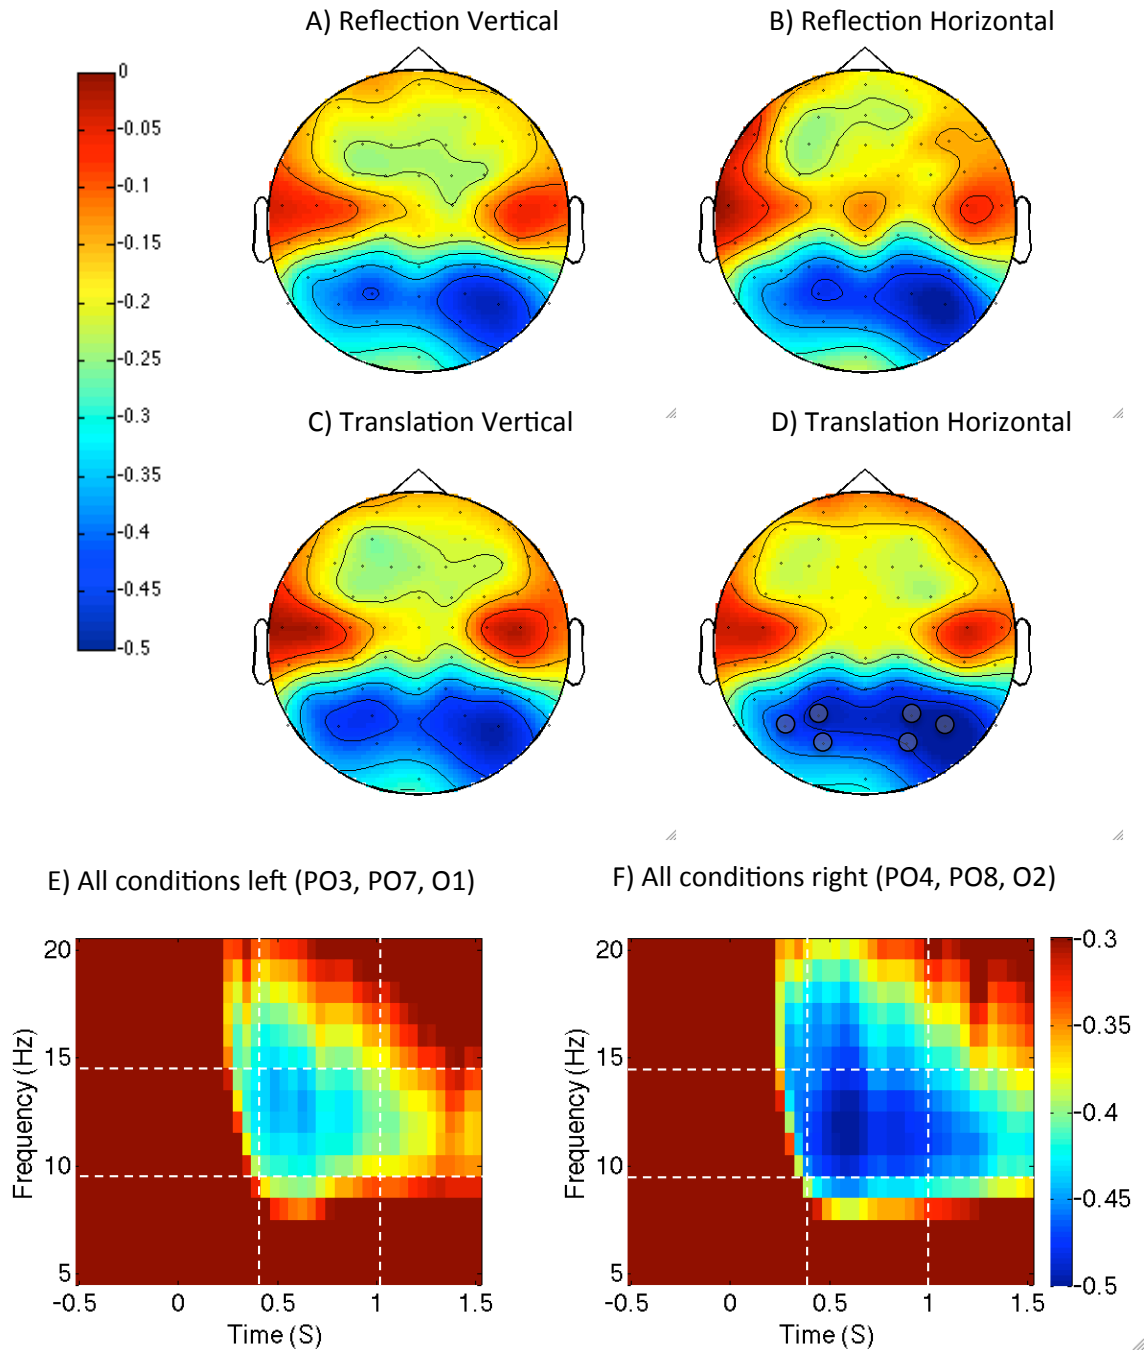 A) Reflection Vertical
B) Reflection Horizontal
0
-0.05
-0.1
-0.15
-0.2
-0.25
-0.3
-0.35
-0.4
-0.45
-0.5
C) Translation Vertical
D) Translation Horizontal
E) All conditions left (PO3, PO7, O1)
F) All conditions right (PO4, PO8, O2)
20
15
10
5
Frequency (Hz)
-0.5 0 0.5 1 1.5
Time (S)
20
15
10
5
Frequency (Hz)
-0.5 0 0.5 1 1.5
Time (S)
-0.3
-0.35
-0.4
-0.45
-0.5